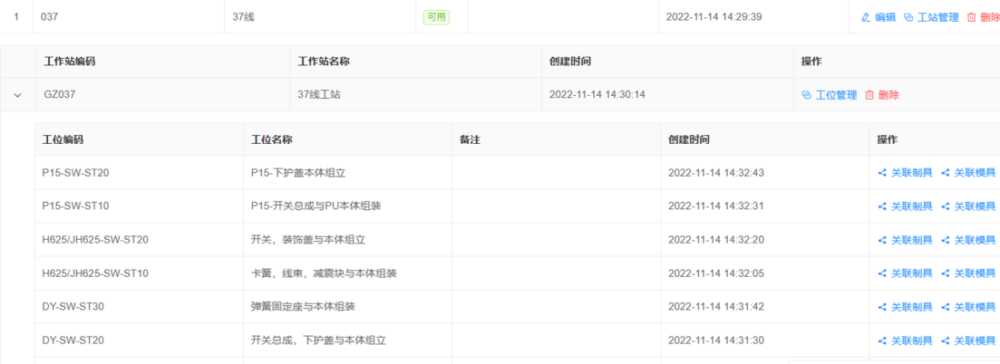 1 037 37线 可用 2022-11-14 14:29:39 编辑 工站管理 删除
工作站编码 工作站名称 创建时间 操作
GZ037 37线工站 2022-11-14 14:30:14 工位管理 删除
工位编码 工位名称 备注 创建时间 操作
P15-SW-ST20 P15-下护盖本体组立 2022-11-14 14:32:43 关联制具 关联模具
P15-SW-ST10 P15-开关总成与PU本体组装 2022-11-14 14:32:31 关联制具 关联模具
H625/JH625-SW-ST20 开关，装饰盖与本体组立 2022-11-14 14:32:20 关联制具 关联模具
H625/JH625-SW-ST10 卡簧，线束，减震块与本体组装 2022-11-14 14:32:05 关联制具 关联模具
DY-SW-ST30 弹簧固定座与本体组装 2022-11-14 14:31:42 关联制具 关联模具
DY-SW-ST20 开关总成，下护盖与本体组立 2022-11-14 14:31:30 关联制具 关联模具